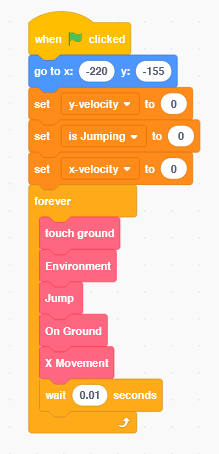 when clicked
go to x: -220 y: -155
set y-velocity to 0
set is Jumping to 0
set x-velocity to 0
forever
touch ground
Environment
Jump
On Ground
X Movement
wait 0.01 seconds